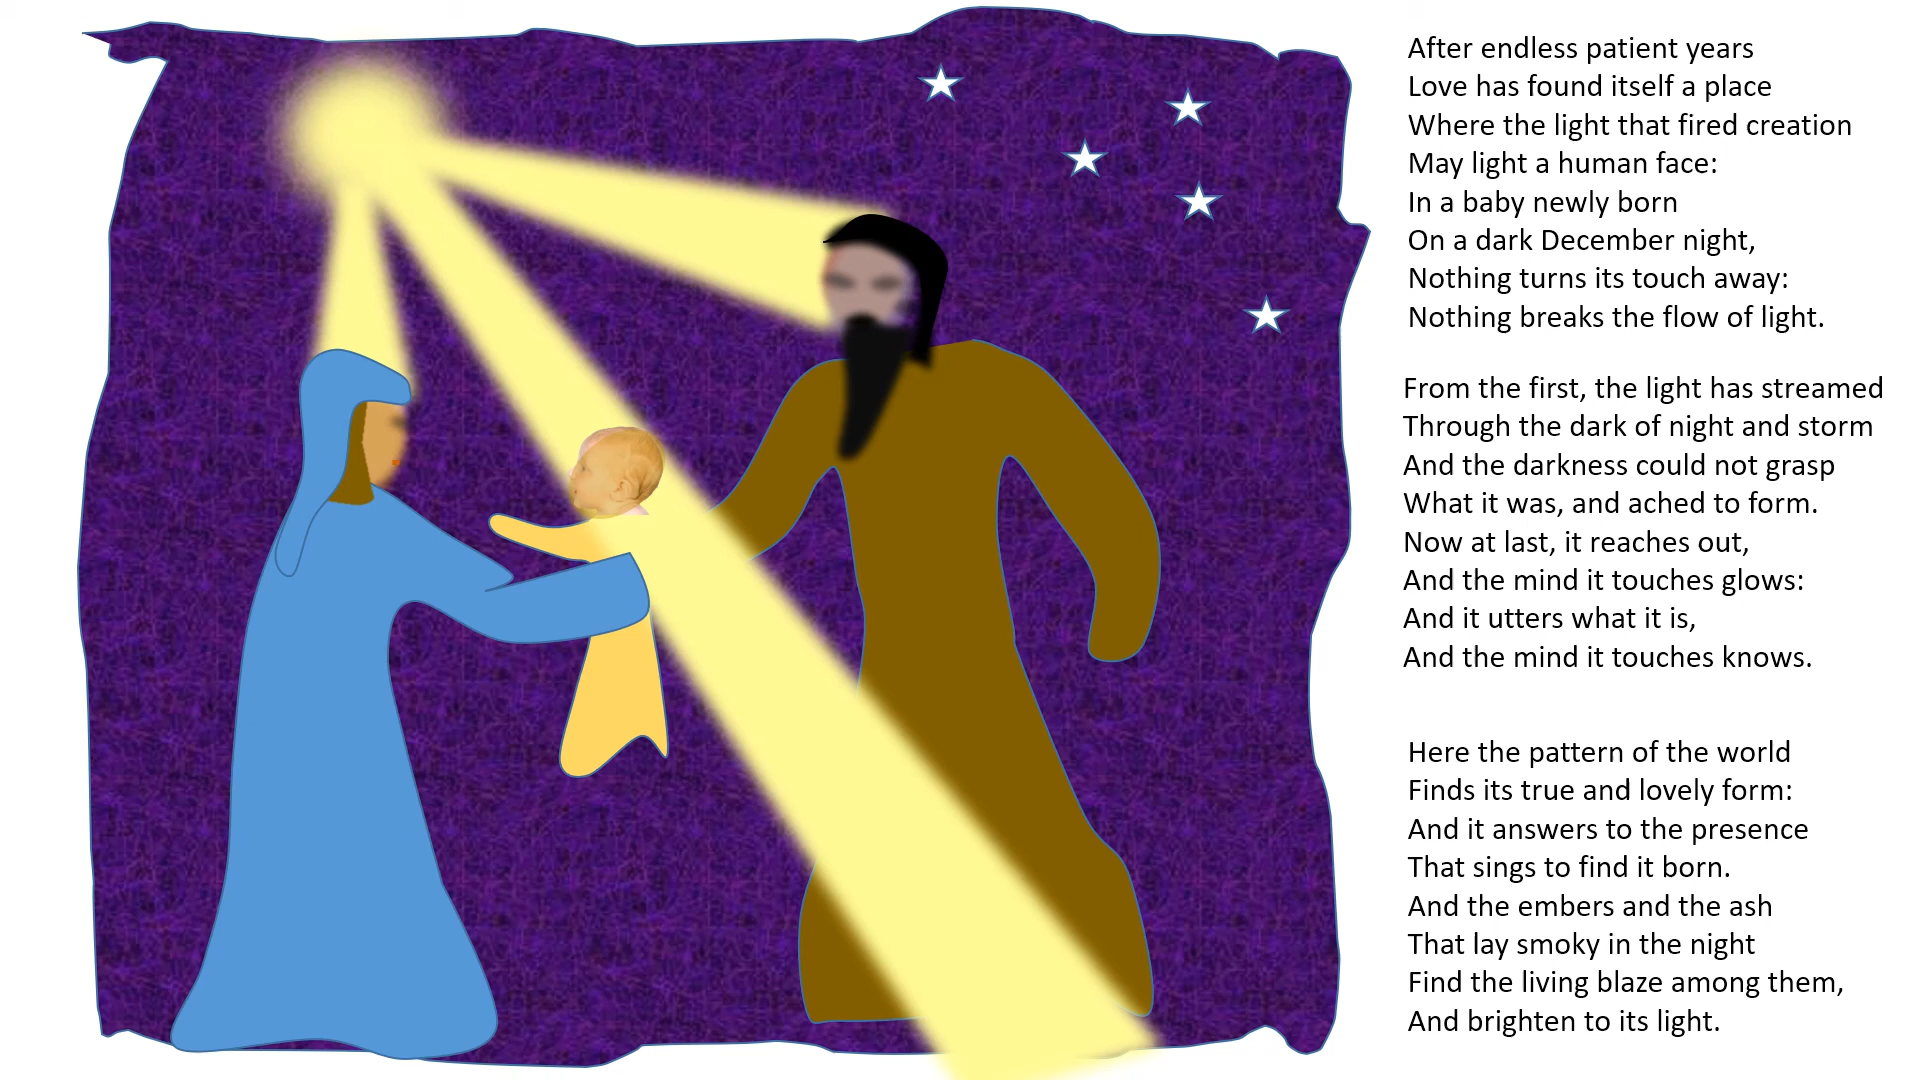 After endless patient years
Love has found itself a place
Where the light that fired creation
May light a human face:
In a baby newly born
On a dark December night,
Nothing turns its touch away:
Nothing breaks the flow of light.
From the first, the light has streamed
Through the dark of night and storm
And the darkness could not grasp
What it was, and ached to form.
Now at last, it reaches out,
And the mind it touches glows:
And it utters what it is,
And the mind it touches knows.
Here the pattern of the world
Finds its true and lovely form:
And it answers to the presence
That sings to find it born.
And the embers and the ash
That lay smoky in the night
Find the living blaze among them,
And brighten to its light.